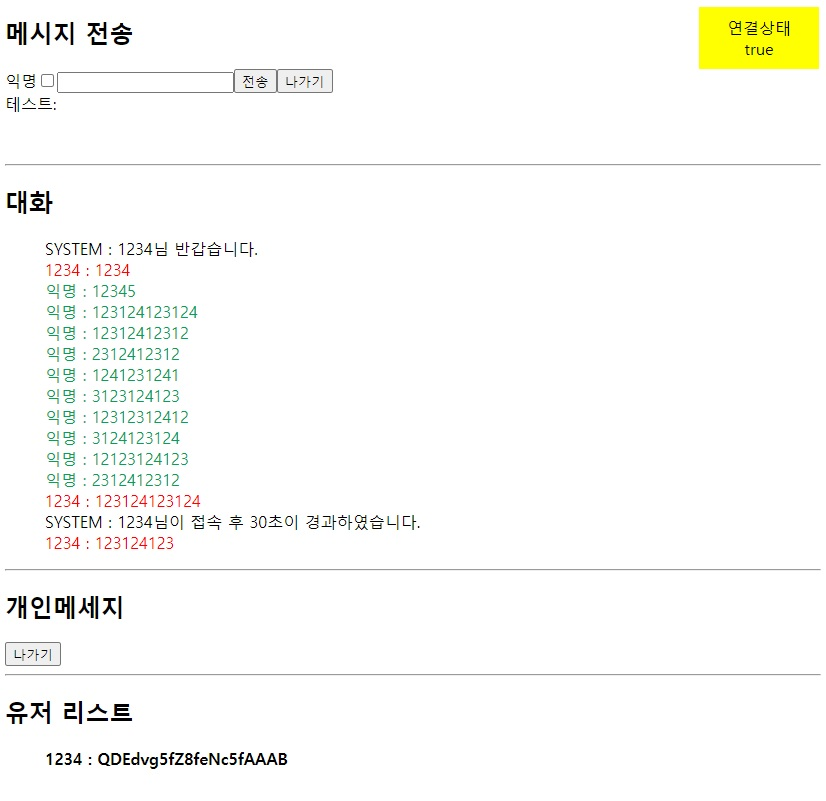 메시지 전송
연결상태
true
익명 전송 나가기
테스트:
대화
SYSTEM : 1234님 반갑습니다.
1234 : 1234
익명 : 12345
익명 : 123124123124
익명 : 12312412312
익명 : 2312412312
익명 : 1241231241
익명 : 3123124123
익명 : 12312312412
익명 : 3124123124
익명 : 12123124123
익명 : 2312412312
1234 : 123124123124
SYSTEM : 1234님이 접속 후 30초이 경과하였습니다.
1234 : 123124123
개인메세지
나가기
유저 리스트
1234 : QDEdvg5fZ8feNc5fAAAB